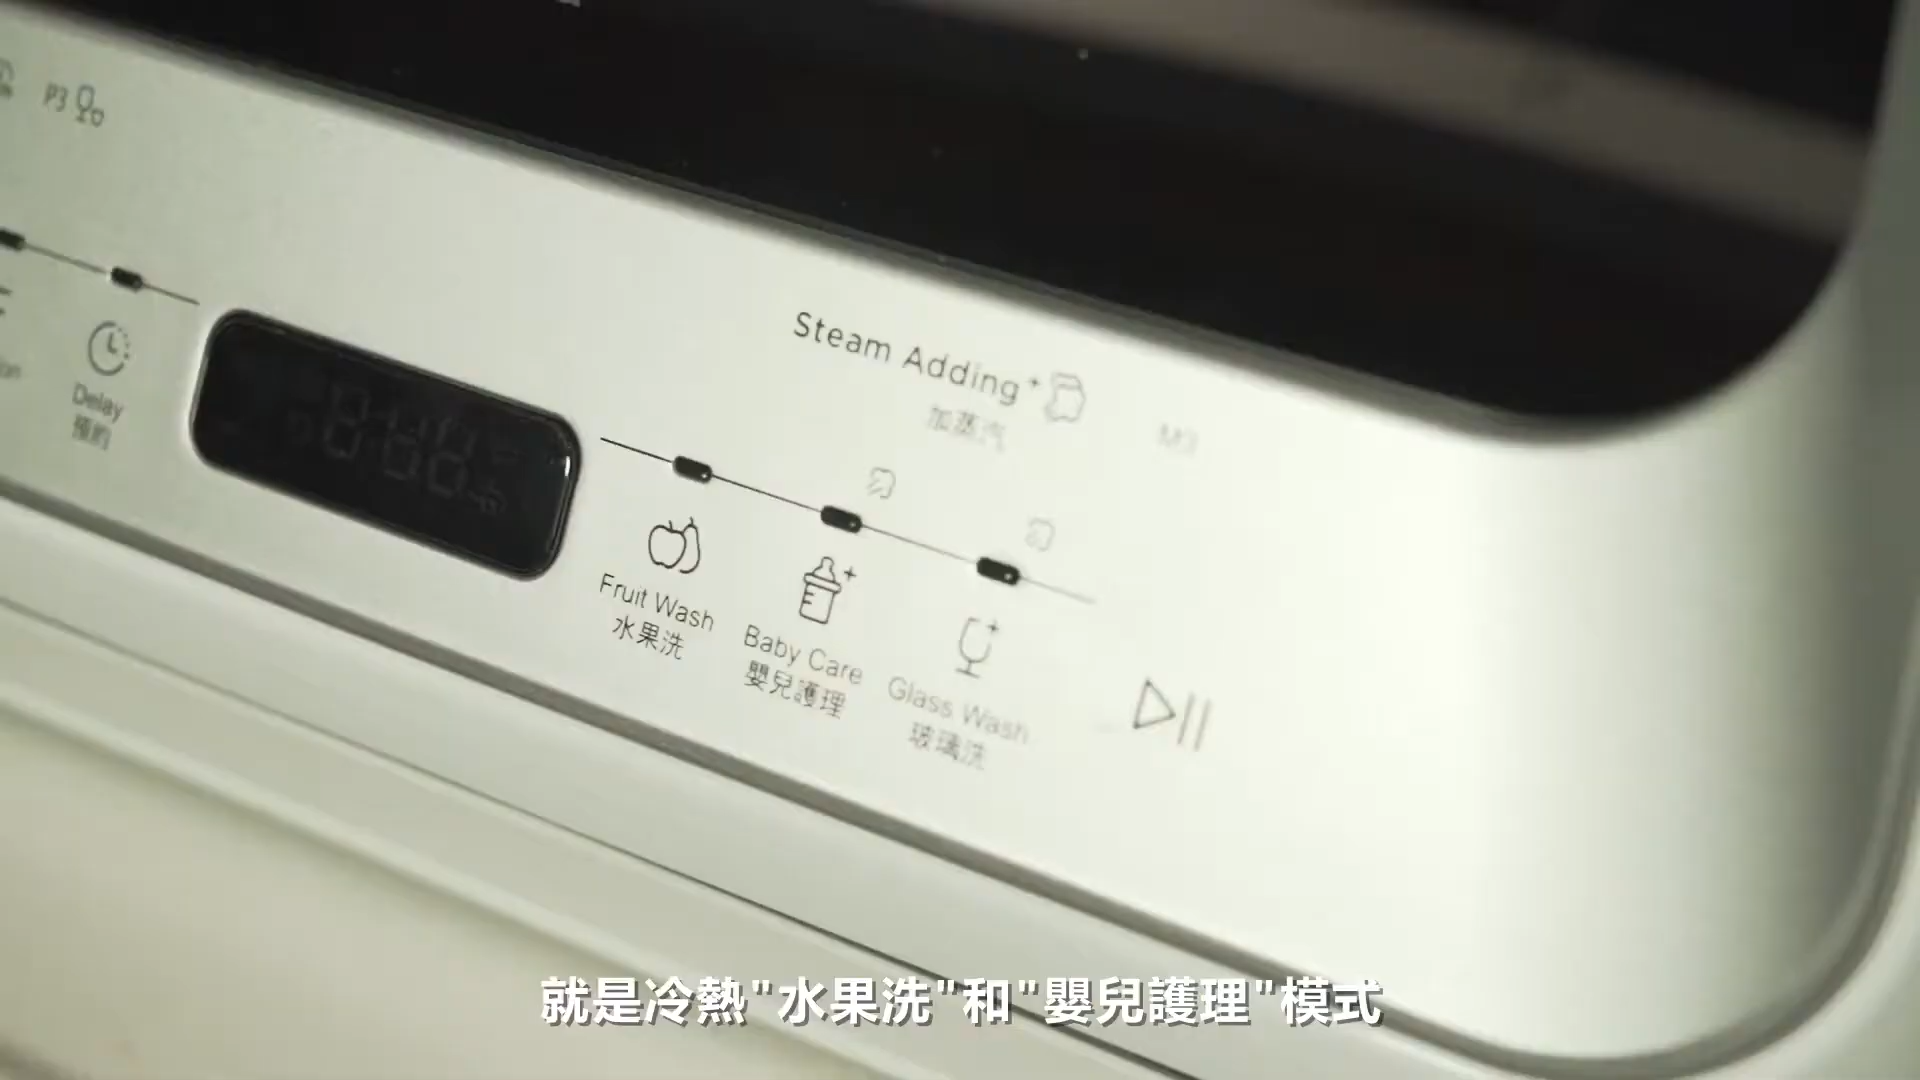 P3
Steam Adding+
加蒸汽
M3
Delay
預約
Fruit Wash
水果洗
Baby Care
嬰兒護理
Glass Wash
玻璃洗
就是冷熱"水果洗"和"嬰兒護理"模式